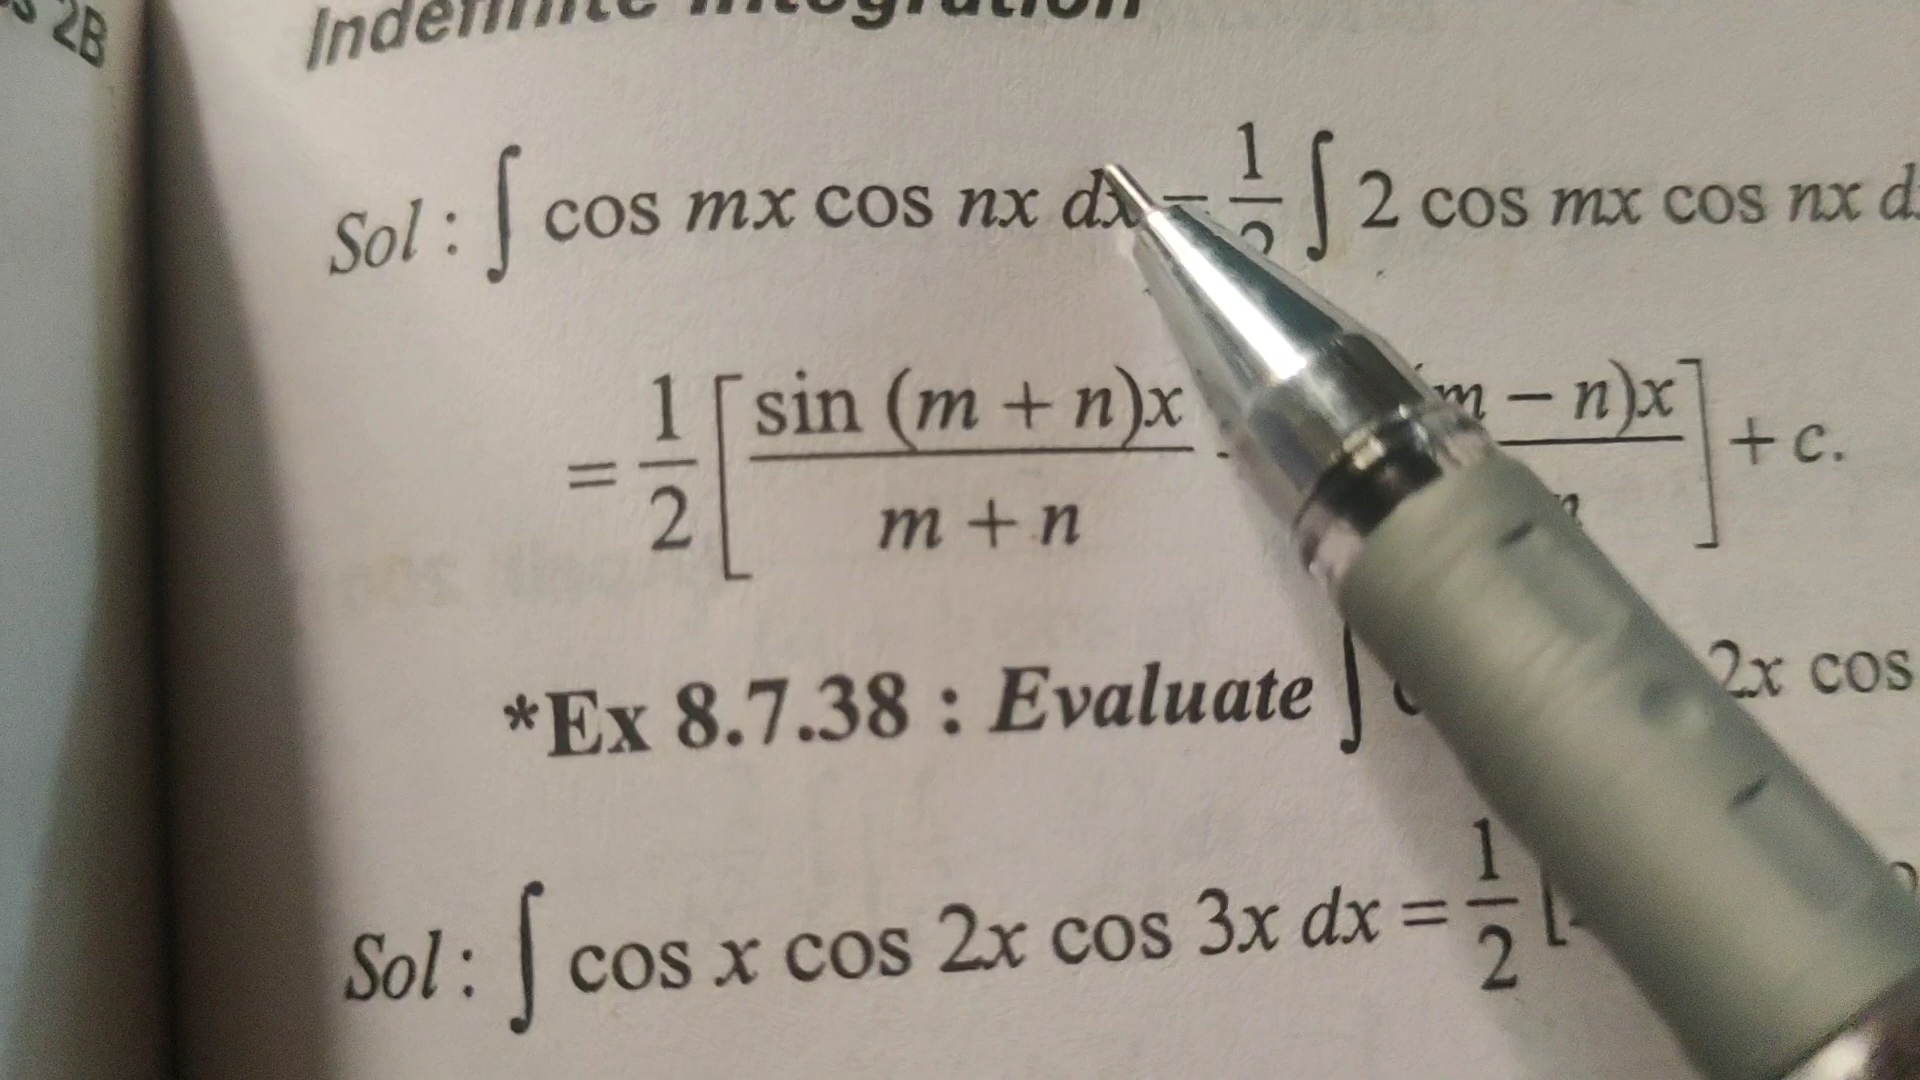 2B
Indefinite Integration
Sol : ∫ cos mx cos nx dx = 1/2 ∫ 2 cos mx cos nx d
= 1/2 [ sin (m + n)x / m + n m – n)x ] + c.
*Ex 8.7.38 : Evaluate ∫ 2x cos
Sol : ∫ cos x cos 2x cos 3x dx = 1/2 [